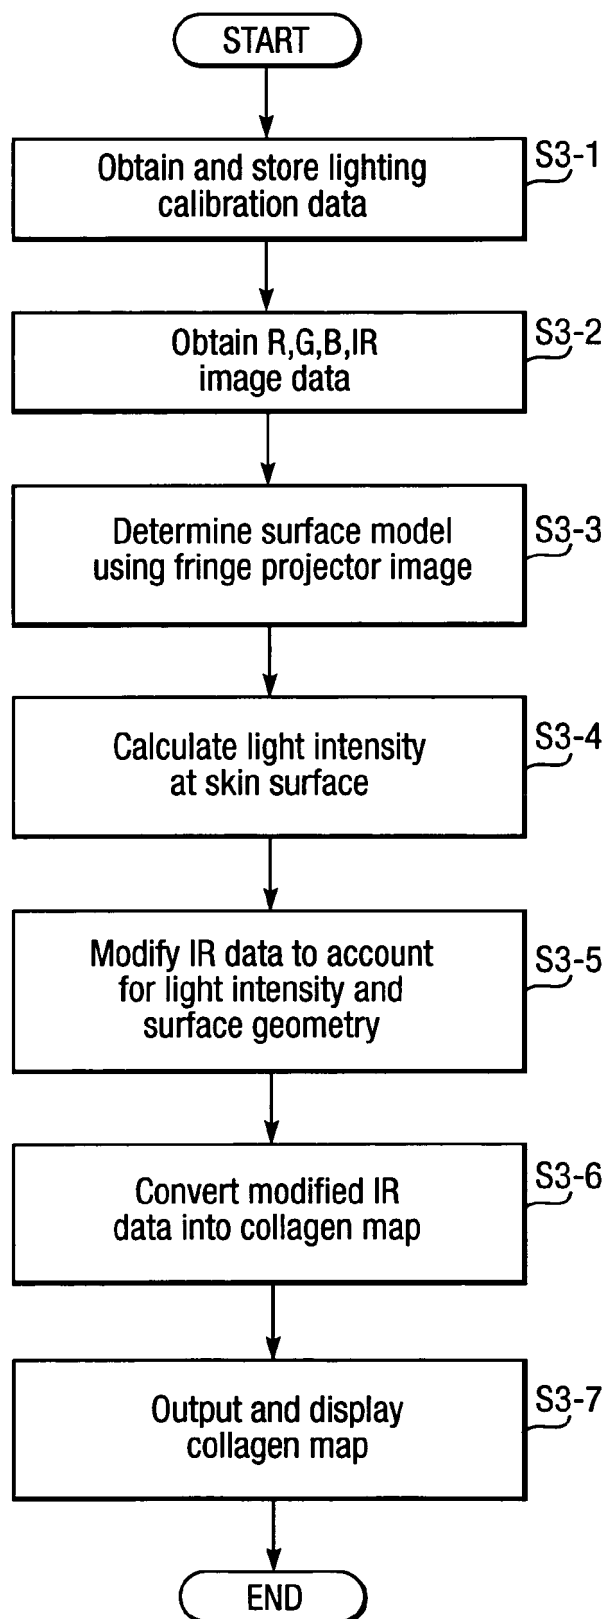 START
S3-1
Obtain and store lighting
calibration data
S3-2
Obtain R,G,B,IR
image data
S3-3
Determine surface model
using fringe projector image
S3-4
Calculate light intensity
at skin surface
S3-5
Modify IR data to account
for light intensity and
surface geometry
S3-6
Convert modified IR
data into collagen map
S3-7
Output and display
collagen map
END